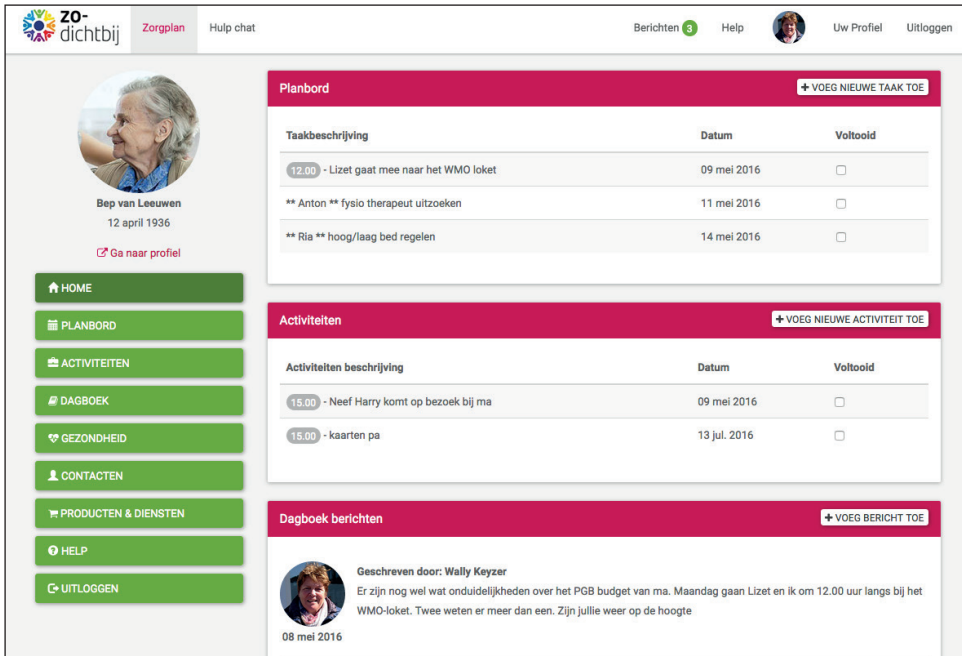 zo-
dichtbij
Zorgplan
Hulp chat
Berichten 3
Help
Uw Profiel
Uitloggen
Bep van Leeuwen
12 april 1936
Ga naar profiel
HOME
PLANBORD
ACTIVITEITEN
DAGBOEK
GEZONDHEID
CONTACTEN
PRODUCTEN & DIENSTEN
HELP
UITLOGGEN
Planbord
+ VOEG NIEUWE TAAK TOE
Taakbeschrijving Datum Voltooid
12.00 - Lizet gaat mee naar het WMO loket 09 mei 2016
** Anton ** fysio therapeut uitzoeken 11 mei 2016
** Ria ** hoog/laag bed regelen 14 mei 2016
Activiteiten
+ VOEG NIEUWE ACTIVITEIT TOE
Activiteiten beschrijving Datum Voltooid
15.00 - Neef Harry komt op bezoek bij ma 09 mei 2016
15.00 - kaarten pa 13 jul. 2016
Dagboek berichten
+ VOEG BERICHT TOE
Geschreven door: Wally Keyzer
Er zijn nog wel wat onduidelijkheden over het PGB budget van ma. Maandag gaan Lizet en ik om 12.00 uur langs bij het
WMO-loket. Twee weten er meer dan een. Zijn jullie weer op de hoogte
08 mei 2016